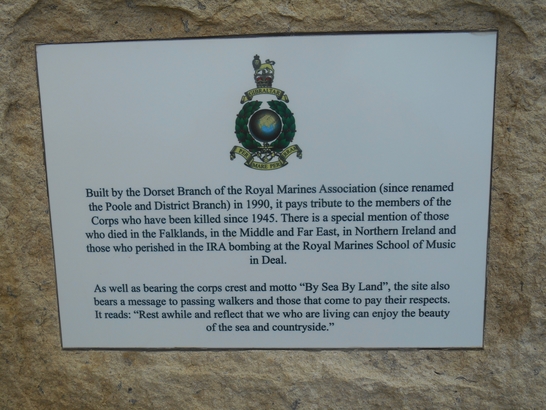 GIBRALTAR
PER MARE PER
Built by the Dorset Branch of the Royal Marines Association (since renamed
the Poole and District Branch) in 1990, it pays tribute to the members of the
Corps who have been killed since 1945. There is a special mention of those
who died in the Falklands, in the Middle and Far East, in Northern Ireland and
those who perished in the IRA bombing at the Royal Marines School of Music
in Deal.
As well as bearing the corps crest and motto “By Sea By Land”, the site also
bears a message to passing walkers and those that come to pay their respects.
It reads: “Rest awhile and reflect that we who are living can enjoy the beauty
of the sea and countryside.”